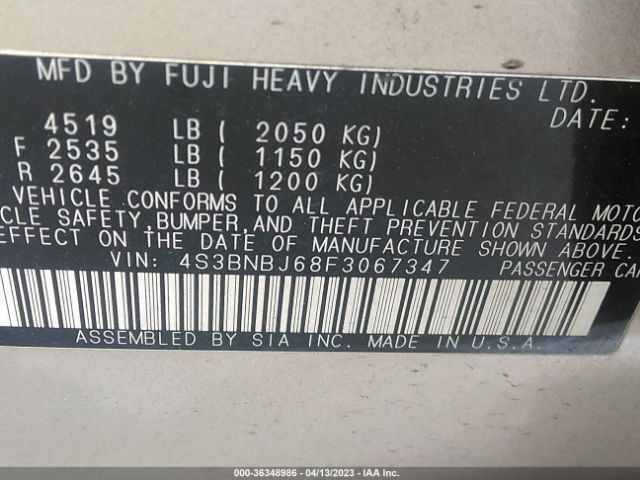 MFD BY FUJI HEAVY INDUSTRIES LTD.
DATE:
4519 LB ( 2050 KG)
F 2535 LB ( 1150 KG)
R 2645 LB ( 1200 KG)
VEHICLE CONFORMS TO ALL APPLICABLE FEDERAL MOTO
CLE SAFETY,BUMPER,AND THEFT PREVENTION STANDARDS
EFFECT ON THE DATE OF MANUFACTURE SHOWN ABOVE.
VIN: 4S3BNBJ68F3067347 PASSENGER CA
ASSEMBLED BY SIA INC. MADE IN U.S.A.
000-36348986 - 04/13/2023 - IAA Inc.